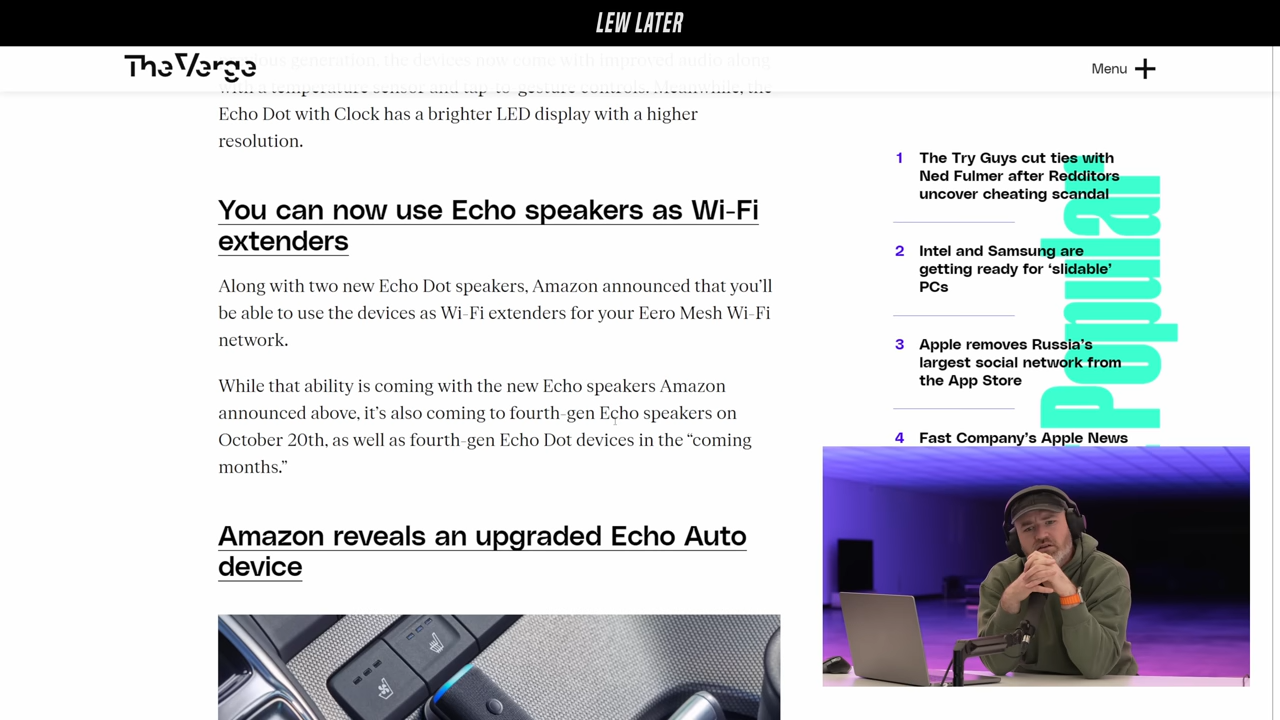 LEW LATER
The Verge
Menu
previous generation, the devices now come with improved audio along
with a temperature sensor and tap-to-gesture controls. Meanwhile, the
Echo Dot with Clock has a brighter LED display with a higher
resolution.
You can now use Echo speakers as Wi-Fi
extenders
Along with two new Echo Dot speakers, Amazon announced that you’ll
be able to use the devices as Wi-Fi extenders for your Eero Mesh Wi-Fi
network.
While that ability is coming with the new Echo speakers Amazon
announced above, it’s also coming to fourth-gen Echo speakers on
October 20th, as well as fourth-gen Echo Dot devices in the “coming
months.”
Amazon reveals an upgraded Echo Auto
device
Popular
1 The Try Guys cut ties with
Ned Fulmer after Redditors
uncover cheating scandal
2 Intel and Samsung are
getting ready for ‘slidable’
PCs
3 Apple removes Russia’s
largest social network from
the App Store
4 Fast Company’s Apple News